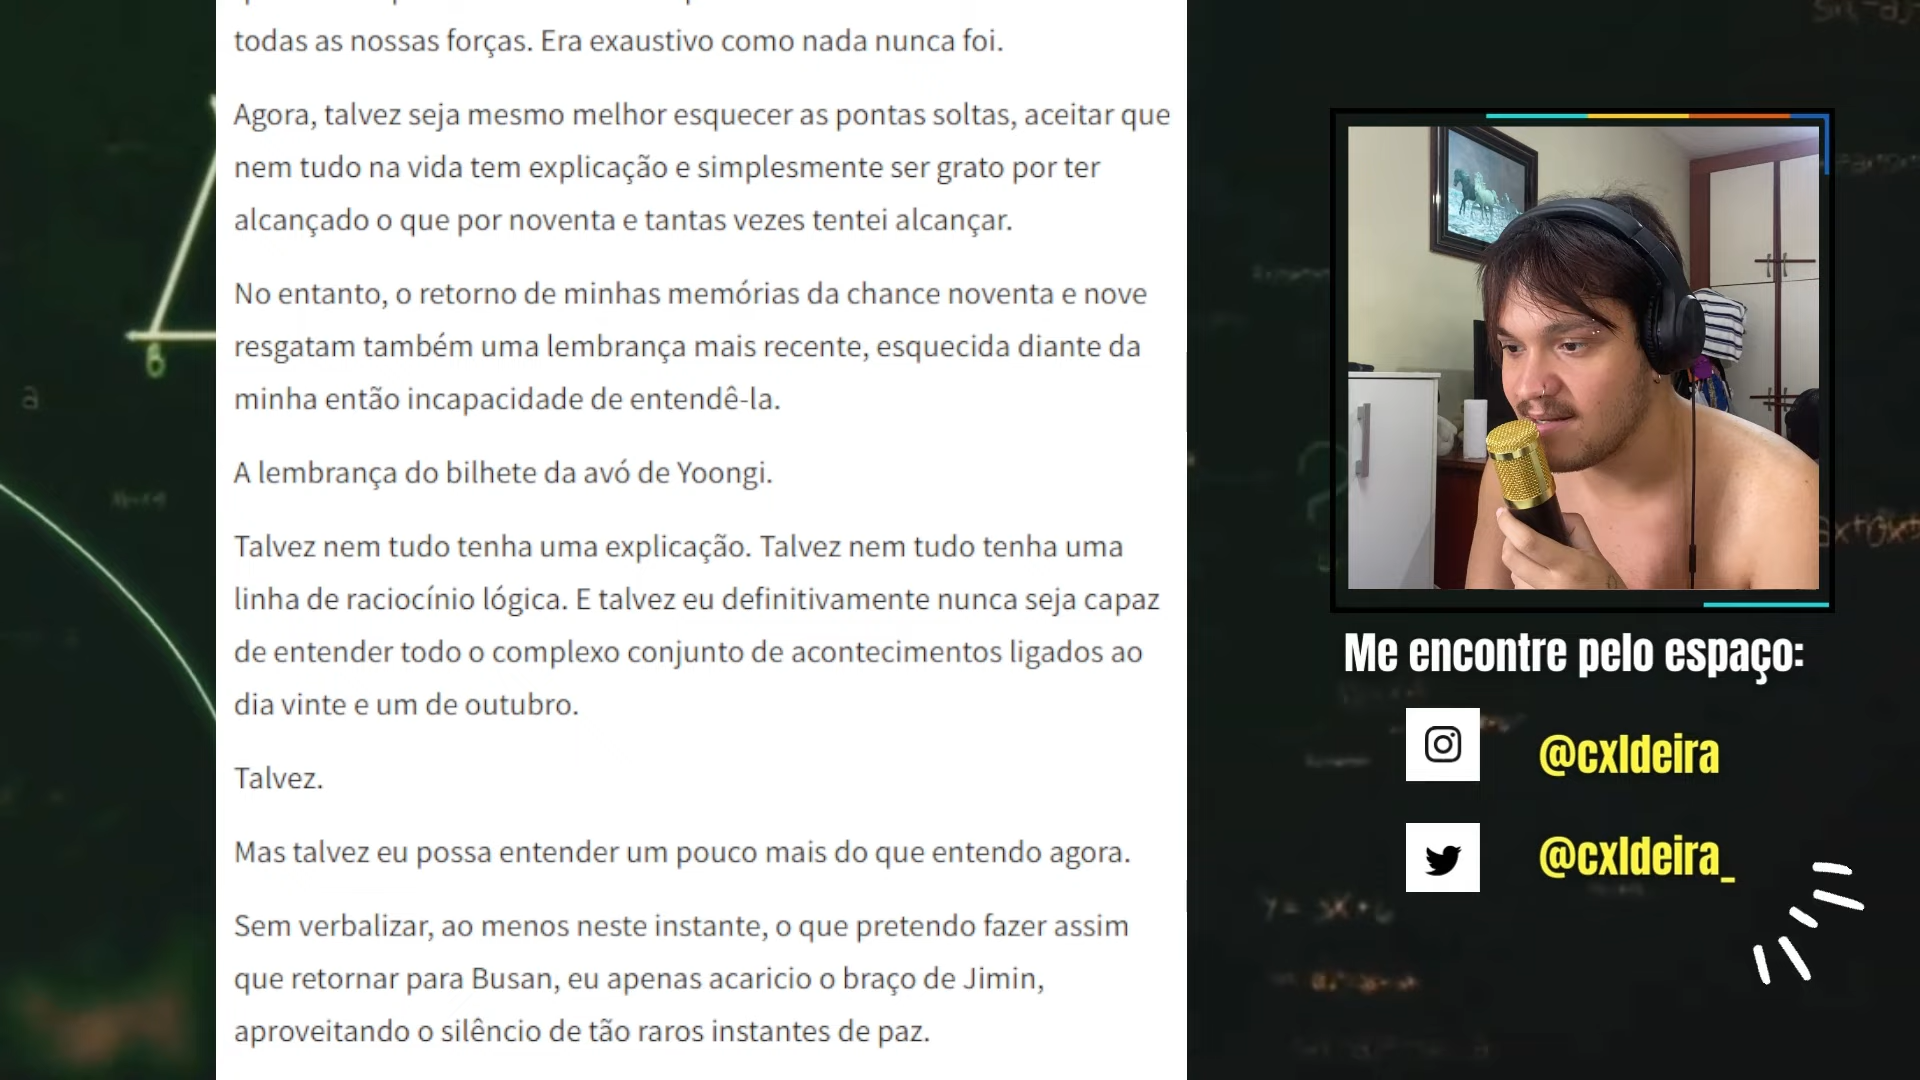 todas as nossas forças. Era exaustivo como nada nunca foi.
Agora, talvez seja mesmo melhor esquecer as pontas soltas, aceitar que
nem tudo na vida tem explicação e simplesmente ser grato por ter
alcançado o que por noventa e tantas vezes tentei alcançar.
No entanto, o retorno de minhas memórias da chance noventa e nove
resgatam também uma lembrança mais recente, esquecida diante da
minha então incapacidade de entendê-la.
A lembrança do bilhete da avó de Yoongi.
Talvez nem tudo tenha uma explicação. Talvez nem tudo tenha uma
linha de raciocínio lógica. E talvez eu definitivamente nunca seja capaz
de entender todo o complexo conjunto de acontecimentos ligados ao
dia vinte e um de outubro.
Talvez.
Mas talvez eu possa entender um pouco mais do que entendo agora.
Sem verbalizar, ao menos neste instante, o que pretendo fazer assim
que retornar para Busan, eu apenas acaricio o braço de Jimin,
aproveitando o silêncio de tão raros instantes de paz.
Me encontre pelo espaço:
@cxldeira
@cxldeira_
a